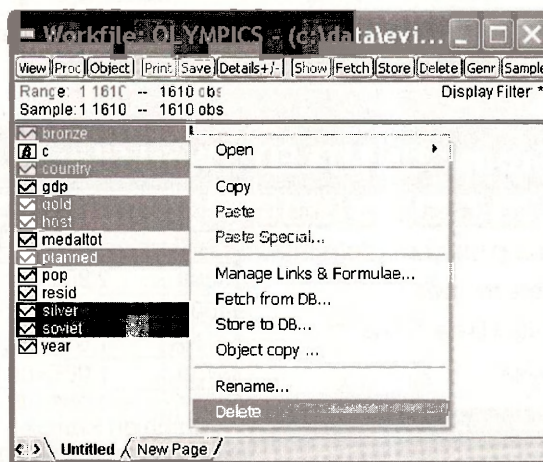 Workfile: OLYMPICS - (c:\data\evi...
View Proc Object Print Save Details+/- Show Fetch Store Delete Genr Sample
Range: 1 1610 -- 1610 obs Display Filter: *
Sample: 1 1610 -- 1610 obs
bronze
c
country
gdp
gold
host
medaltot
planned
pop
resid
silver
soviet
year
Open
Copy
Paste
Paste Special...
Manage Links & Formulae...
Fetch from DB...
Store to DB...
Object copy ...
Rename...
Delete
Untitled New Page